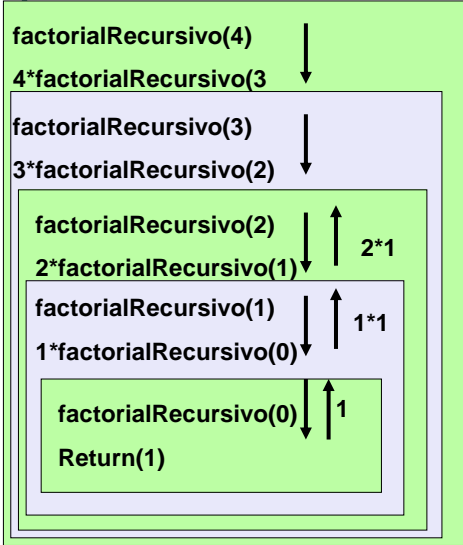 factorialRecursivo(4)
4*factorialRecursivo(3
factorialRecursivo(3)
3*factorialRecursivo(2)
factorialRecursivo(2)
2*factorialRecursivo(1)
2*1
factorialRecursivo(1)
1*factorialRecursivo(0)
1*1
factorialRecursivo(0)
1
Return(1)